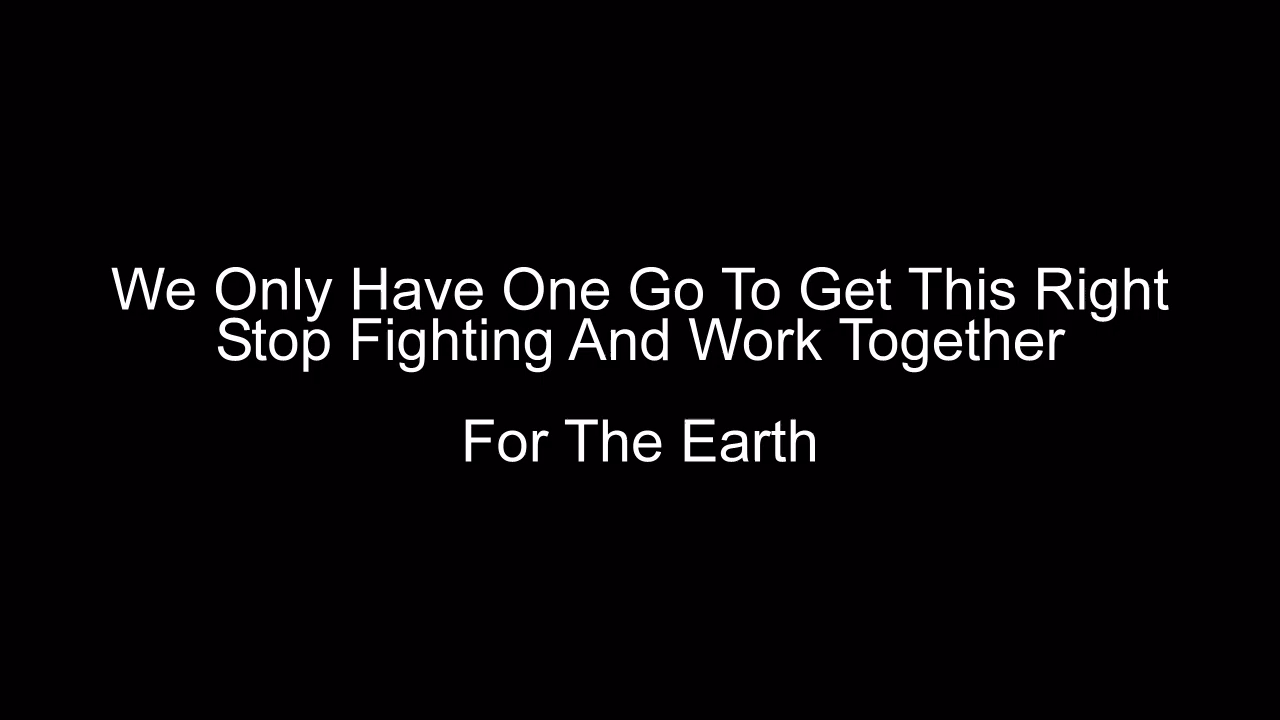 We Only Have One Go To Get This Right
Stop Fighting And Work Together
For The Earth